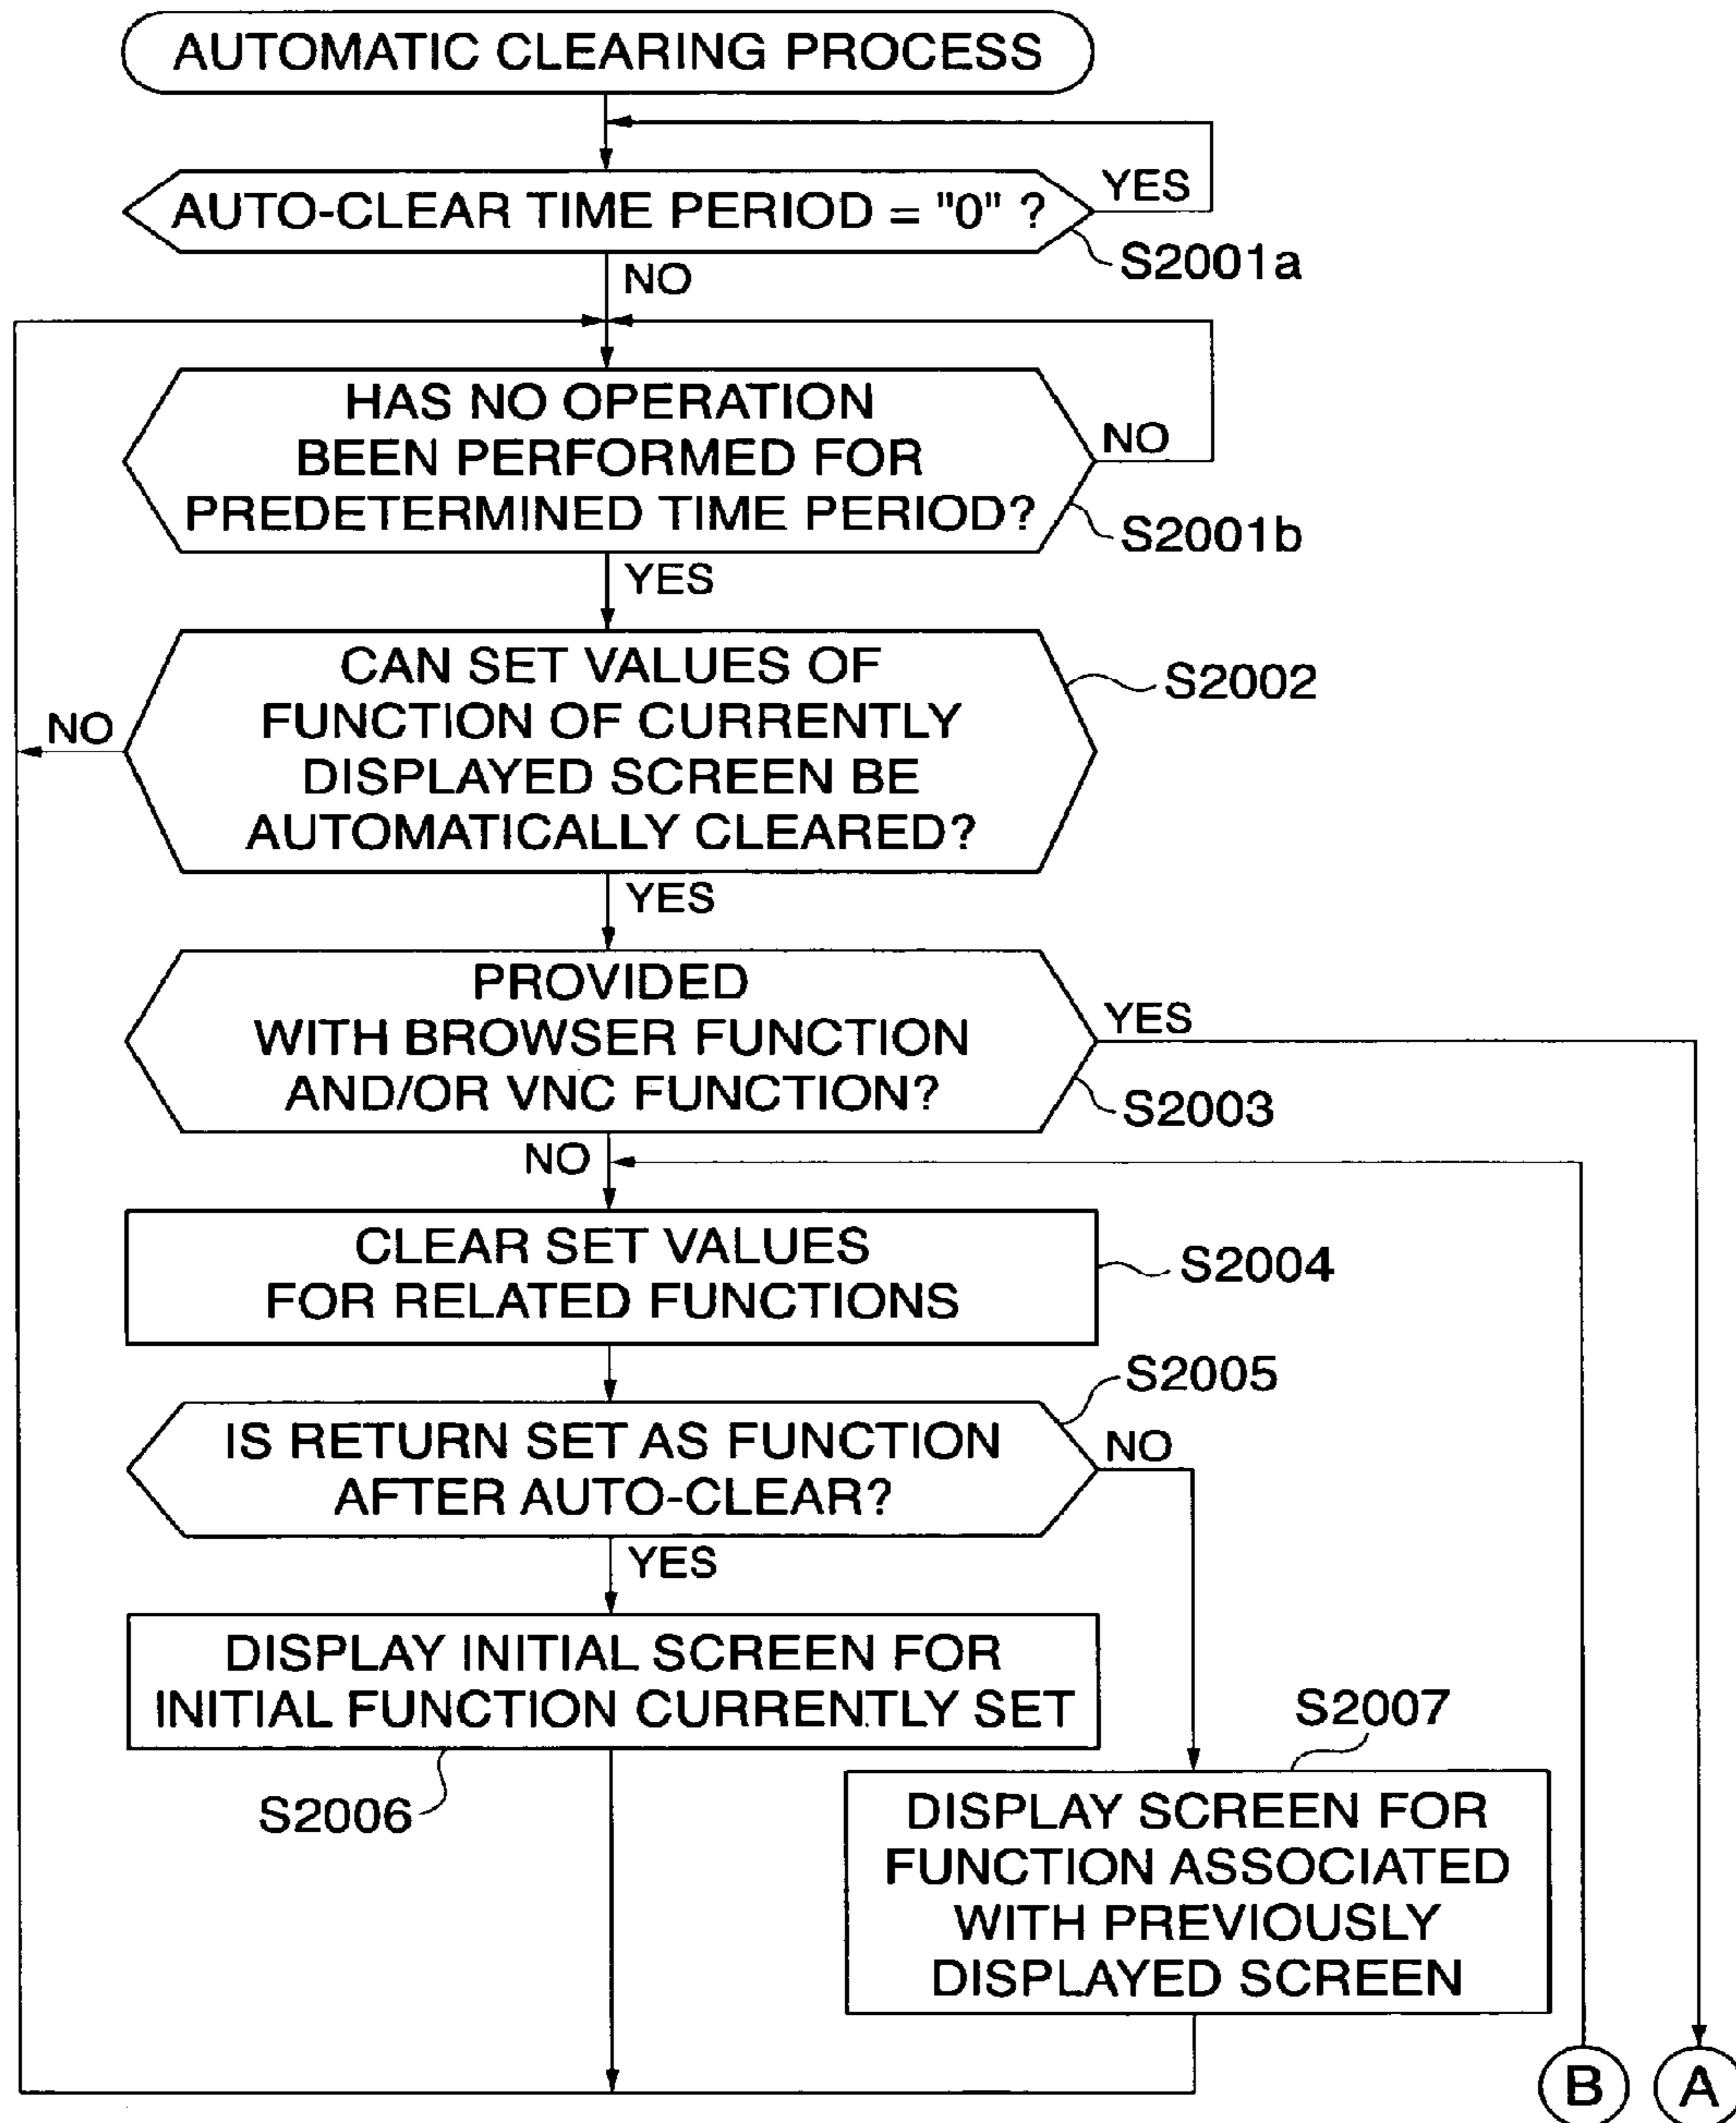 AUTOMATIC CLEARING PROCESS
AUTO-CLEAR TIME PERIOD = "0" ?
YES
S2001a
NO
HAS NO OPERATION
BEEN PERFORMED FOR
PREDETERMINED TIME PERIOD?
NO
S2001b
YES
CAN SET VALUES OF
FUNCTION OF CURRENTLY
DISPLAYED SCREEN BE
AUTOMATICALLY CLEARED?
S2002
NO
YES
PROVIDED
WITH BROWSER FUNCTION
AND/OR VNC FUNCTION?
YES
S2003
NO
CLEAR SET VALUES
FOR RELATED FUNCTIONS
S2004
S2005
IS RETURN SET AS FUNCTION
AFTER AUTO-CLEAR?
NO
YES
DISPLAY INITIAL SCREEN FOR
INITIAL FUNCTION CURRENTLY SET
S2006
S2007
DISPLAY SCREEN FOR
FUNCTION ASSOCIATED
WITH PREVIOUSLY
DISPLAYED SCREEN
B
A